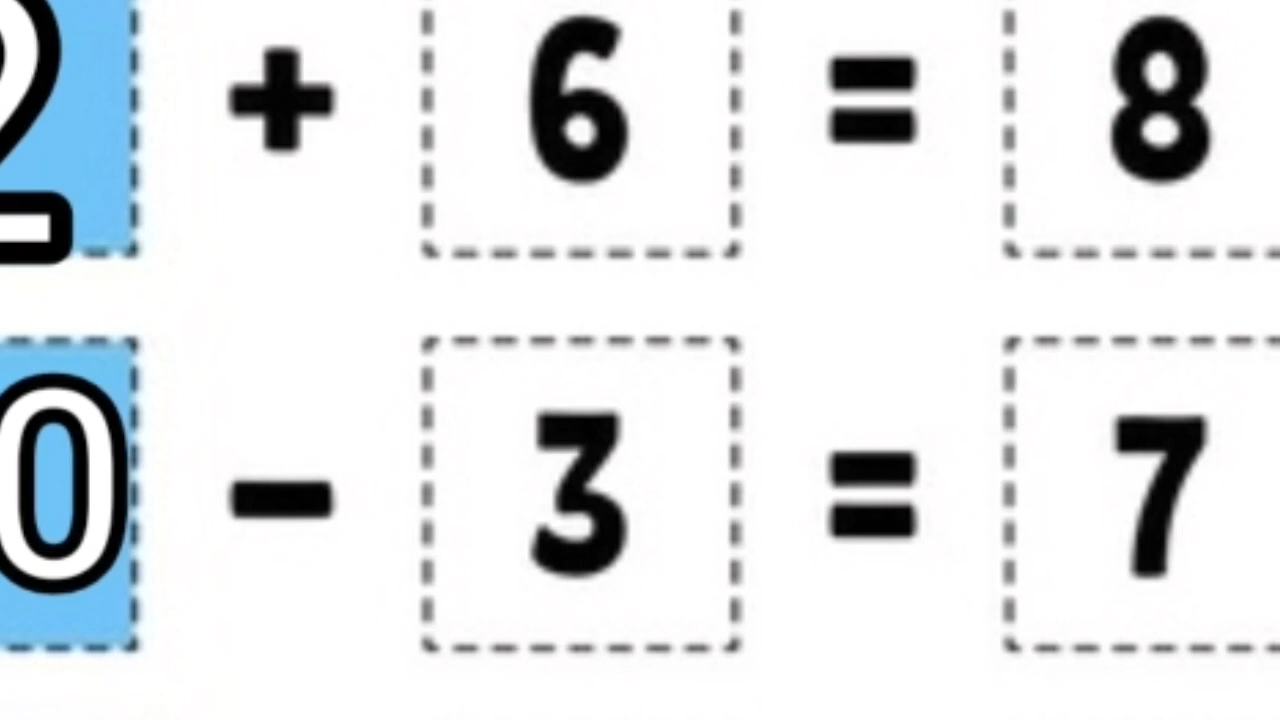 2 + 6 = 8
0 - 3 = 7